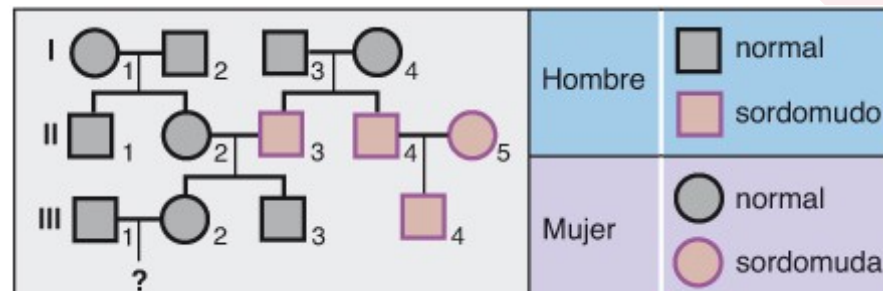 I 1 2 3 4
II 1 2 3 4 5
III 1 2 3 4
?
Hombre
normal
sordomudo
Mujer
normal
sordomuda